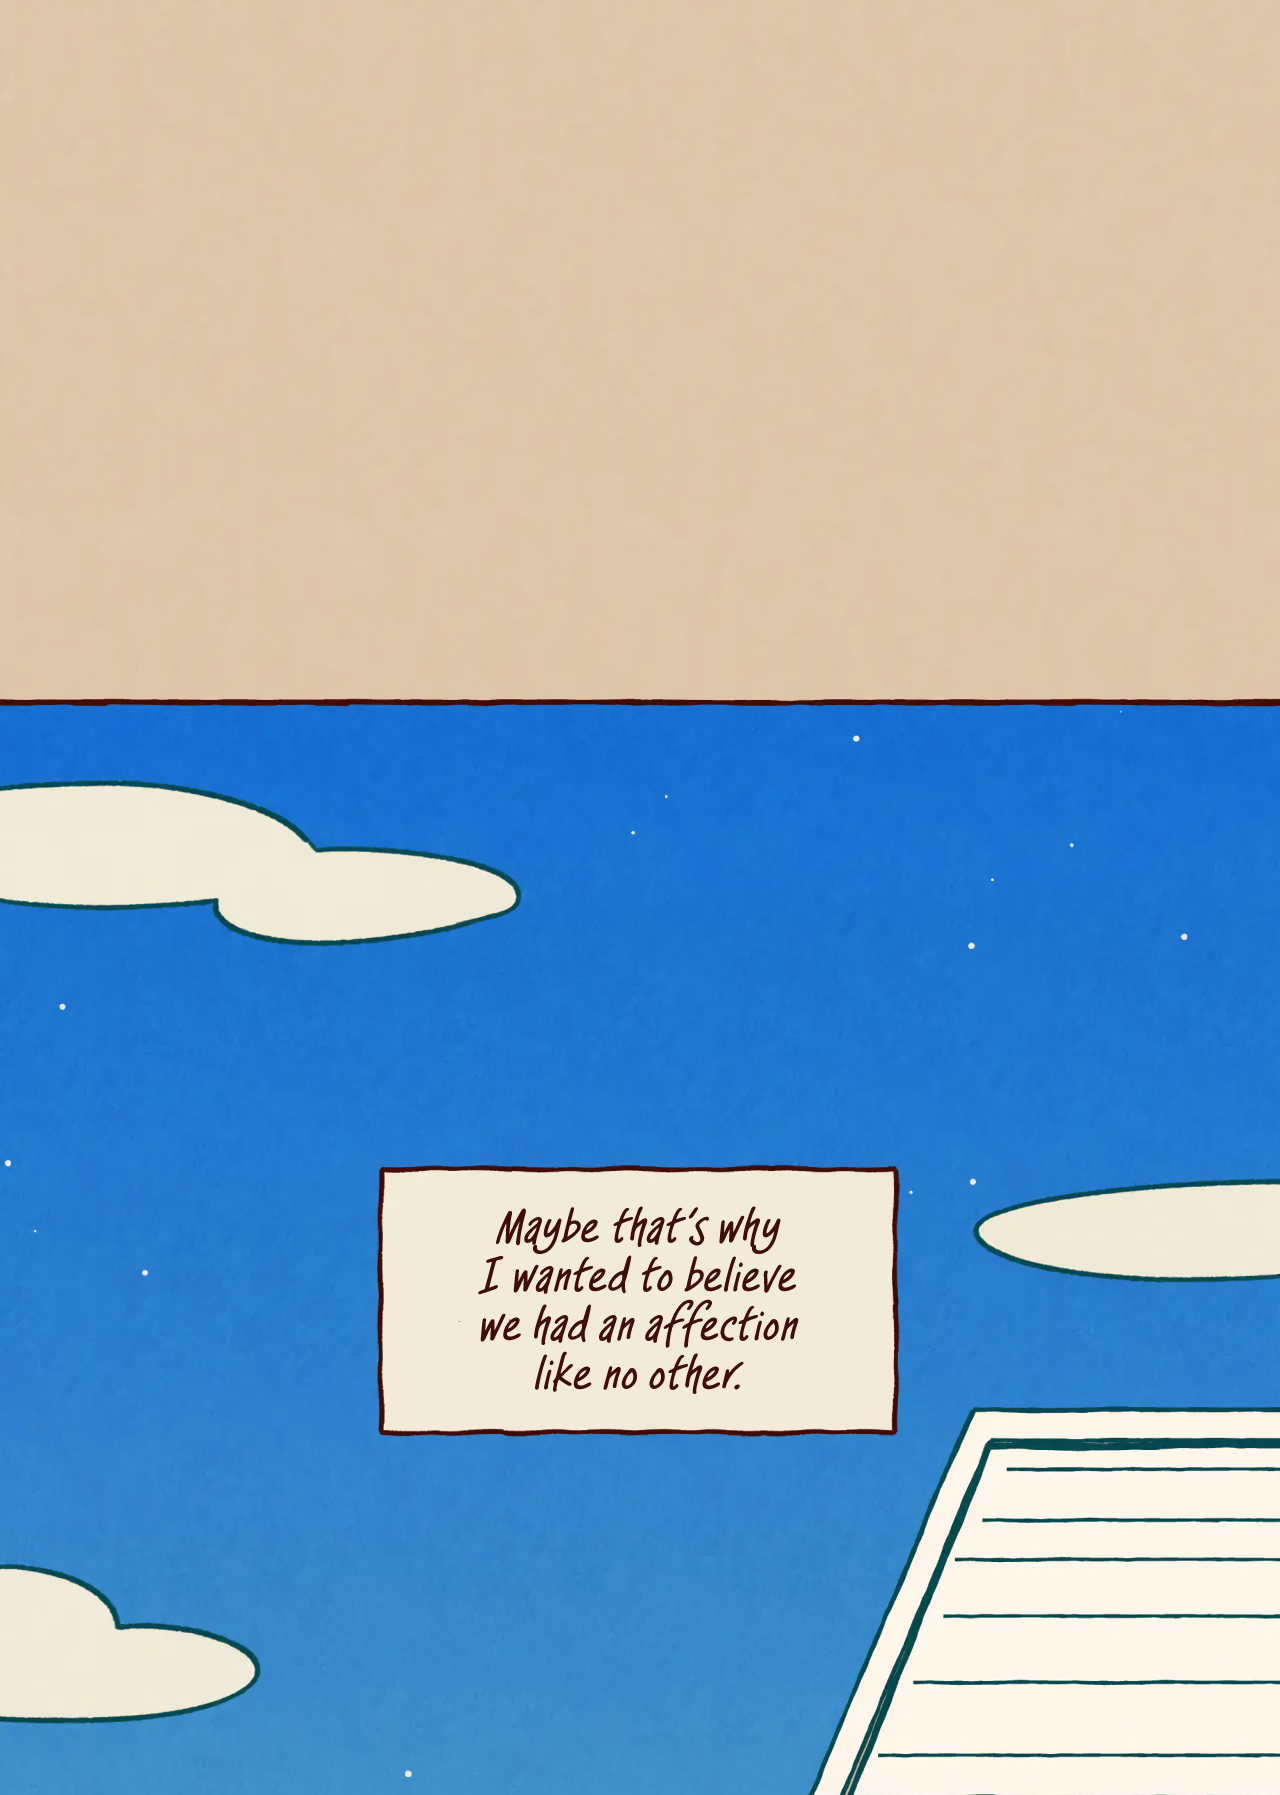 Maybe that's why
I wanted to believe
we had an affection
like no other.